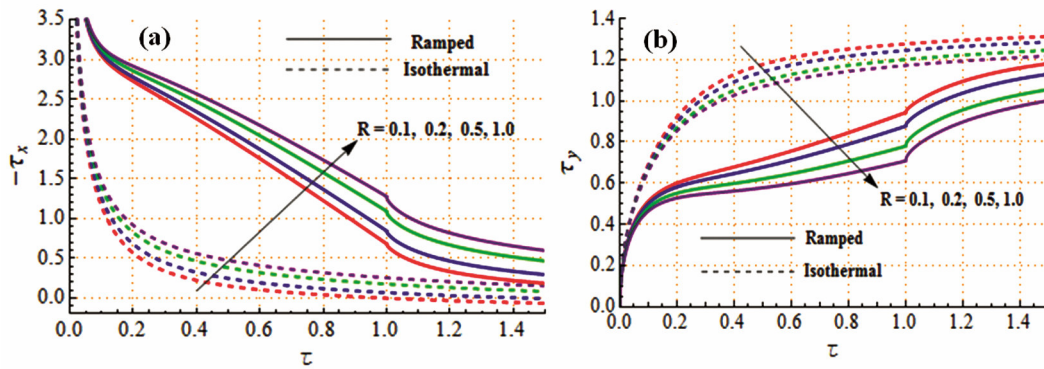 (a)
Ramped
Isothermal
R = 0.1, 0.2, 0.5, 1.0
3.5
3.0
2.5
2.0
1.5
1.0
0.5
0.0
−τx
0.0 0.2 0.4 0.6 0.8 1.0 1.2 1.4
τ
(b)
R = 0.1, 0.2, 0.5, 1.0
Ramped
Isothermal
1.4
1.2
1.0
0.8
0.6
0.4
0.2
0.0
τy
0.0 0.2 0.4 0.6 0.8 1.0 1.2 1.4
τ